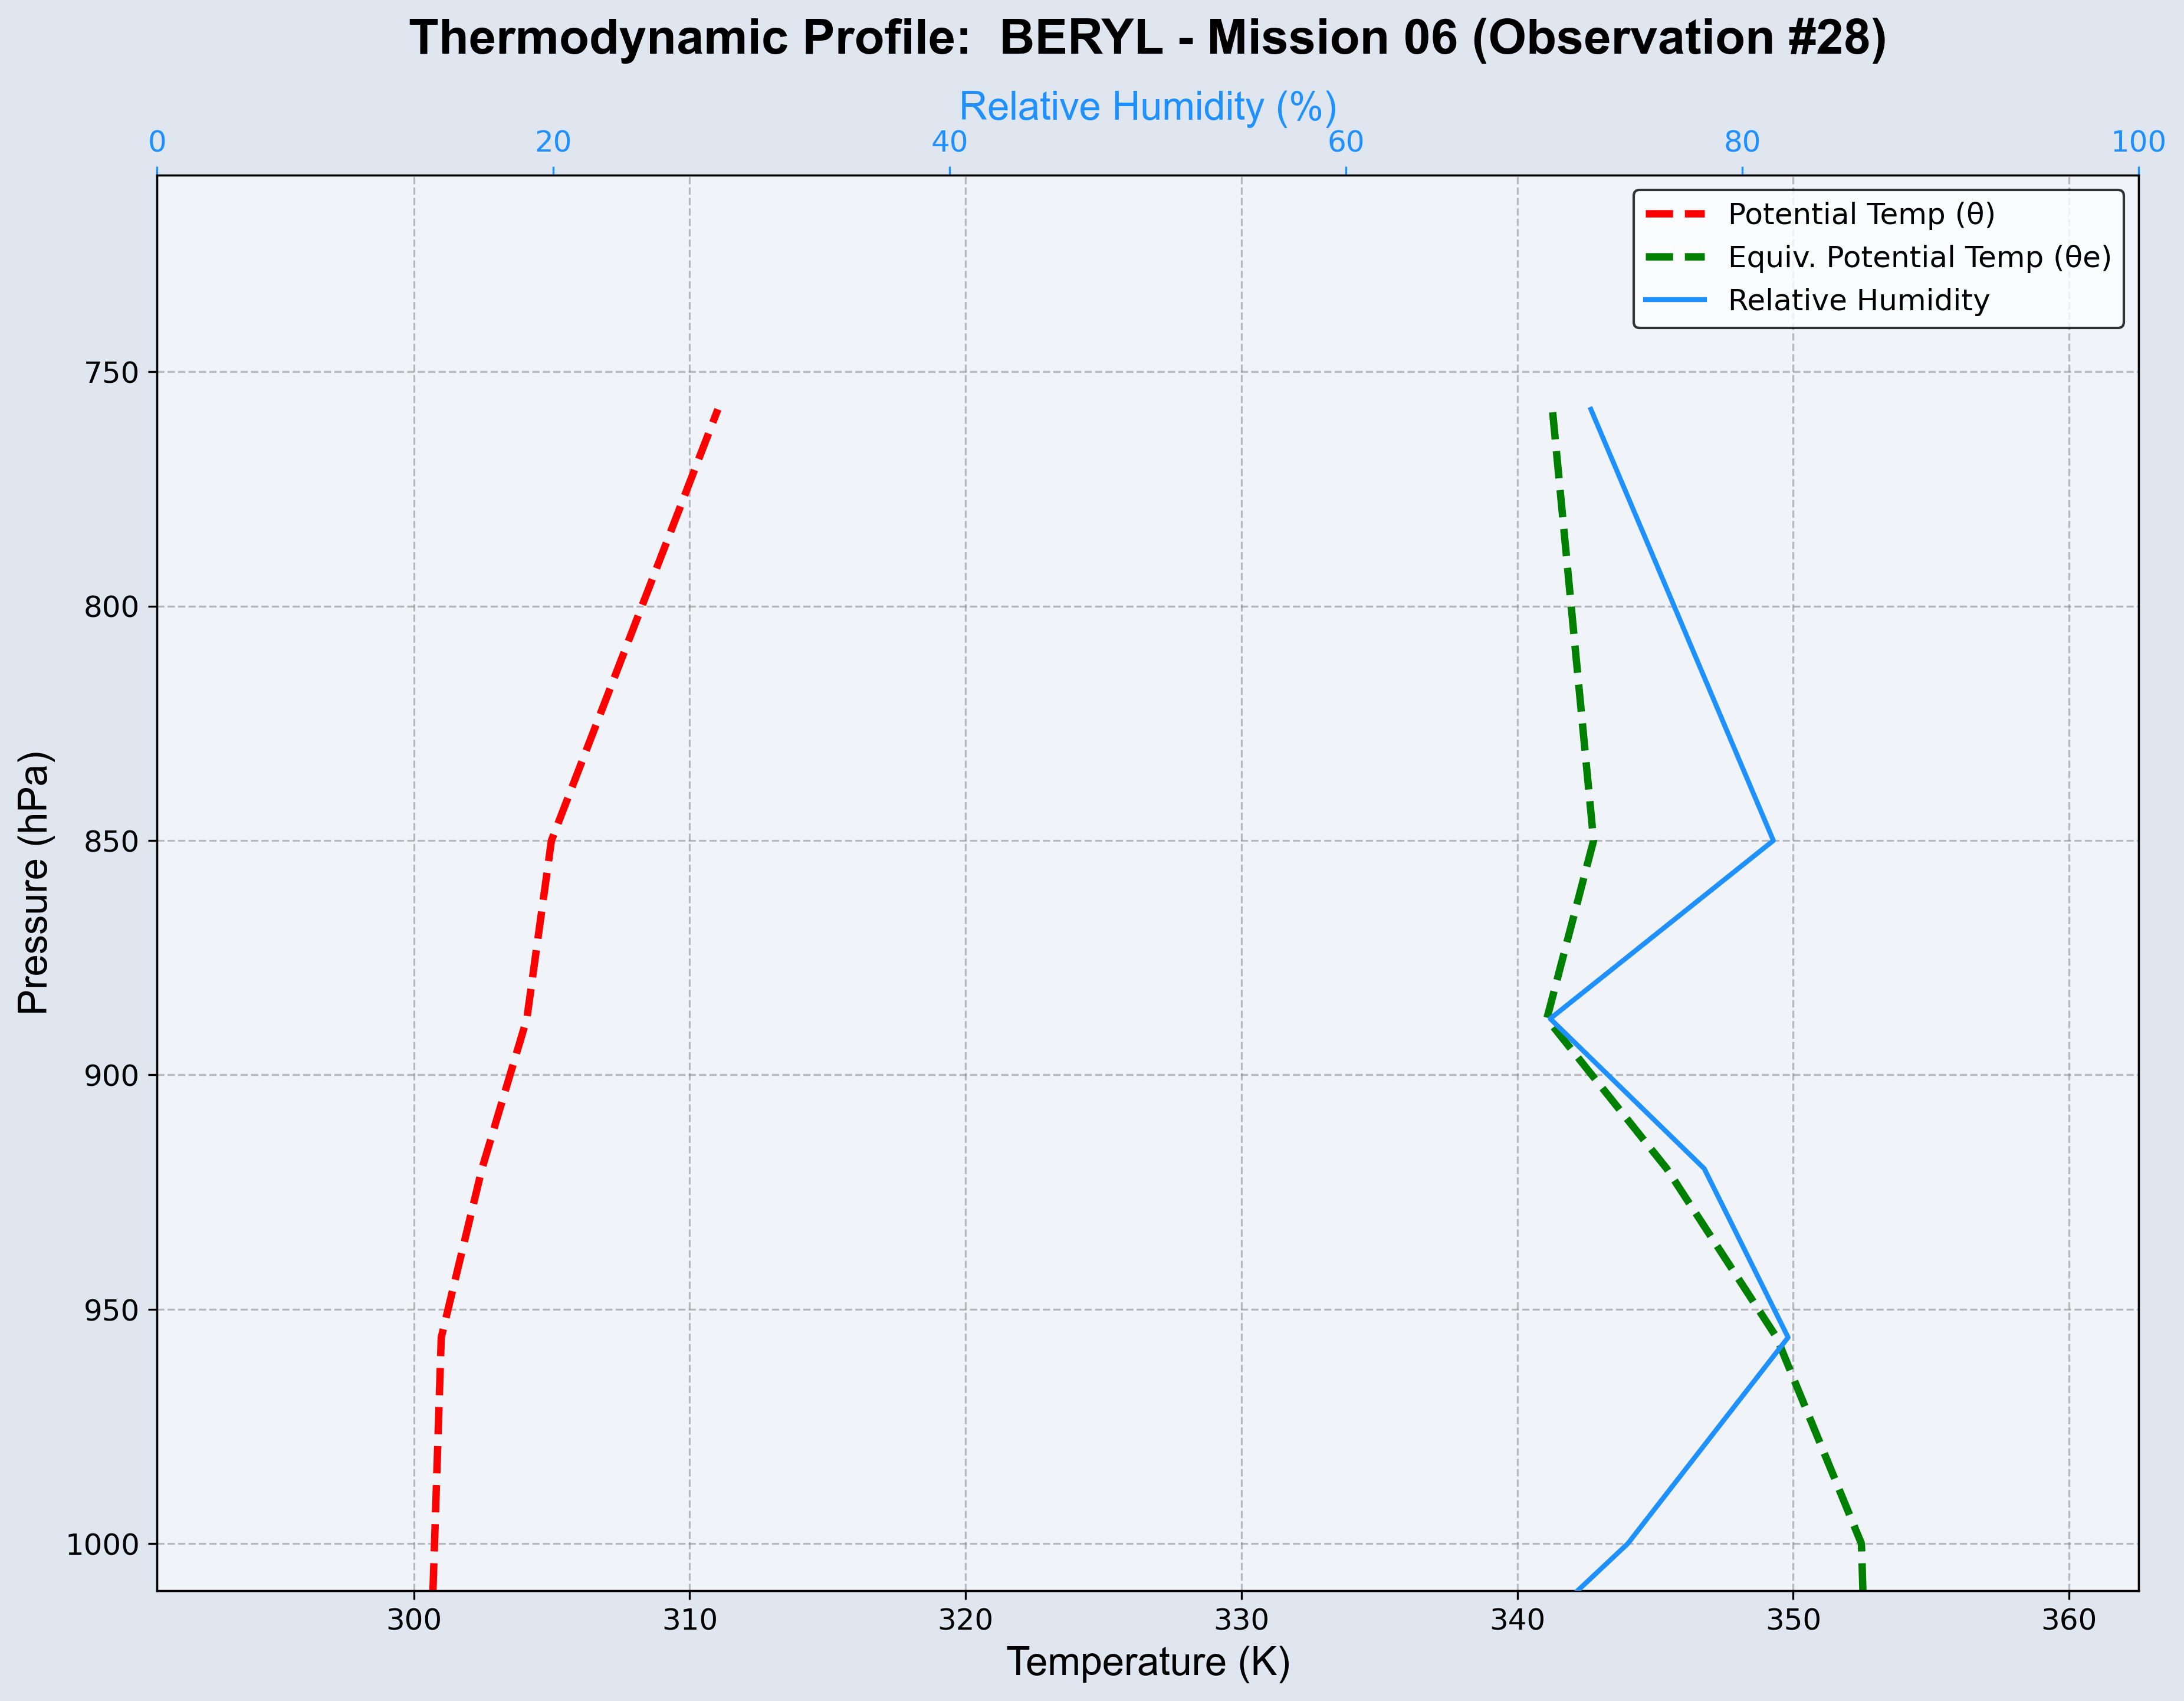 Thermodynamic Profile:  BERYL - Mission 06 (Observation #28)
Relative Humidity (%)
0 20 40 60 80 100
Potential Temp (θ)
Equiv. Potential Temp (θe)
Relative Humidity
Pressure (hPa)
750
800
850
900
950
1000
300 310 320 330 340 350 360
Temperature (K)